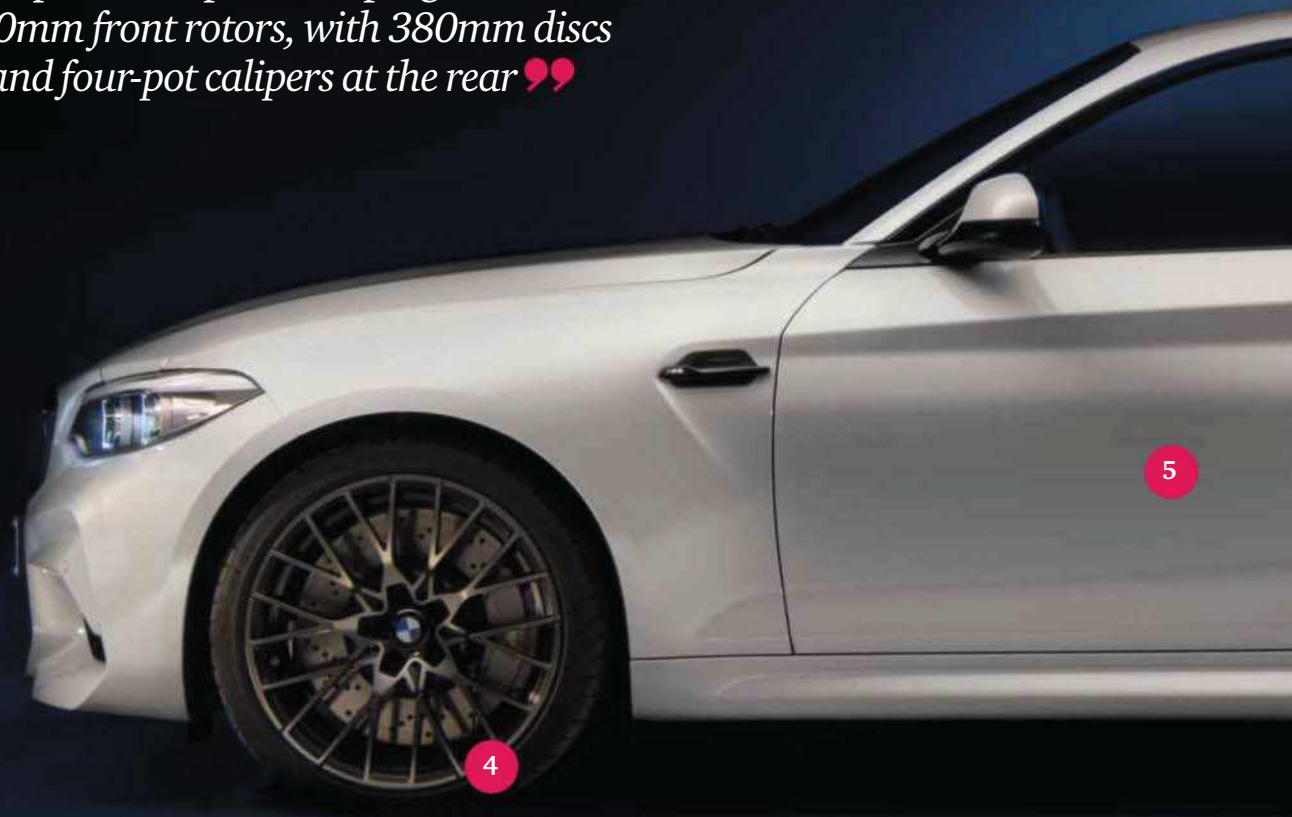 0mm front rotors, with 380mm discs
and four-pot calipers at the rear ”
5
4